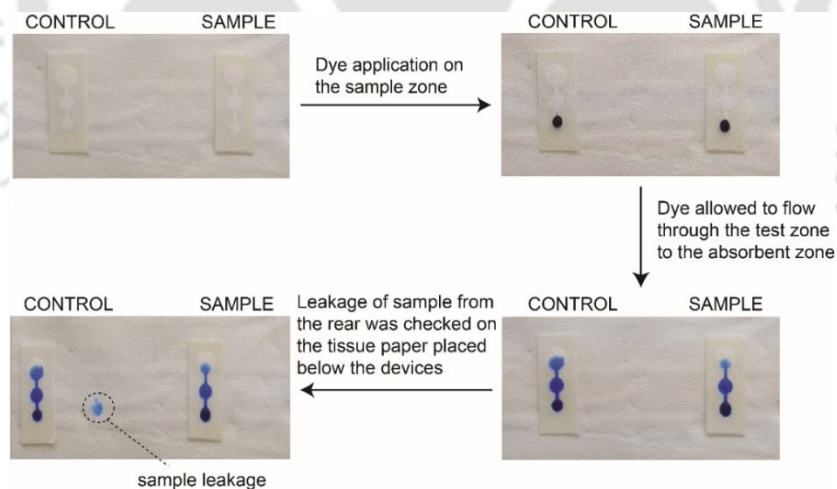 CONTROL SAMPLE
Dye application on
the sample zone
CONTROL SAMPLE
Dye allowed to flow
through the test zone
to the absorbent zone
CONTROL SAMPLE
Leakage of sample from
the rear was checked on
the tissue paper placed
below the devices
CONTROL SAMPLE
sample leakage